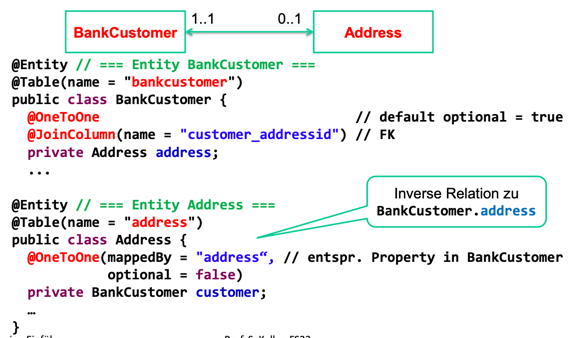 1..1 0..1
BankCustomer Address
@Entity // === Entity BankCustomer ===
@Table(name = "bankcustomer")
public class BankCustomer {
@OneToOne // default optional = true
@JoinColumn(name = "customer_addressid") // FK
private Address address;
...
Inverse Relation zu
BankCustomer.address
@Entity // === Entity Address ===
@Table(name = "address")
public class Address {
@OneToOne(mappedBy = "address“, // entspr. Property in BankCustomer
optional = false)
private BankCustomer customer;
…
}